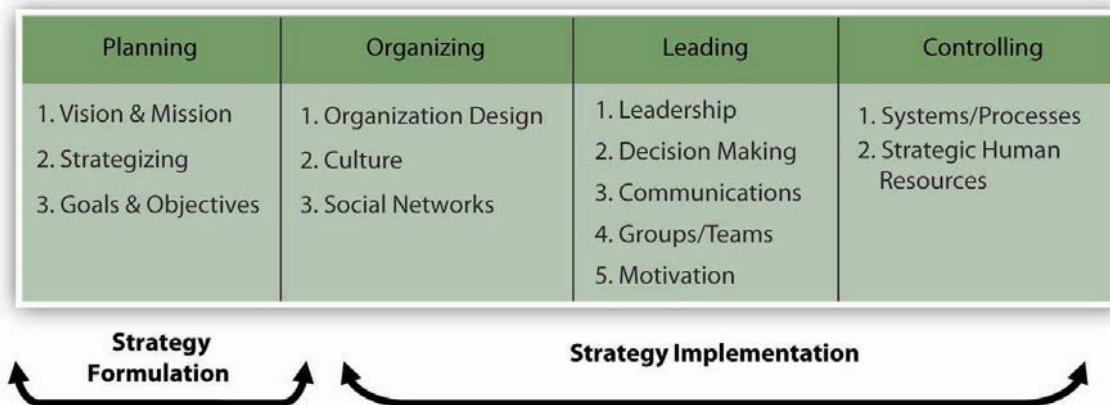 Planning
Organizing
Leading
Controlling
1. Vision & Mission
2. Strategizing
3. Goals & Objectives
1. Organization Design
2. Culture
3. Social Networks
1. Leadership
2. Decision Making
3. Communications
4. Groups/Teams
5. Motivation
1. Systems/Processes
2. Strategic Human
Resources
Strategy
Formulation
Strategy Implementation